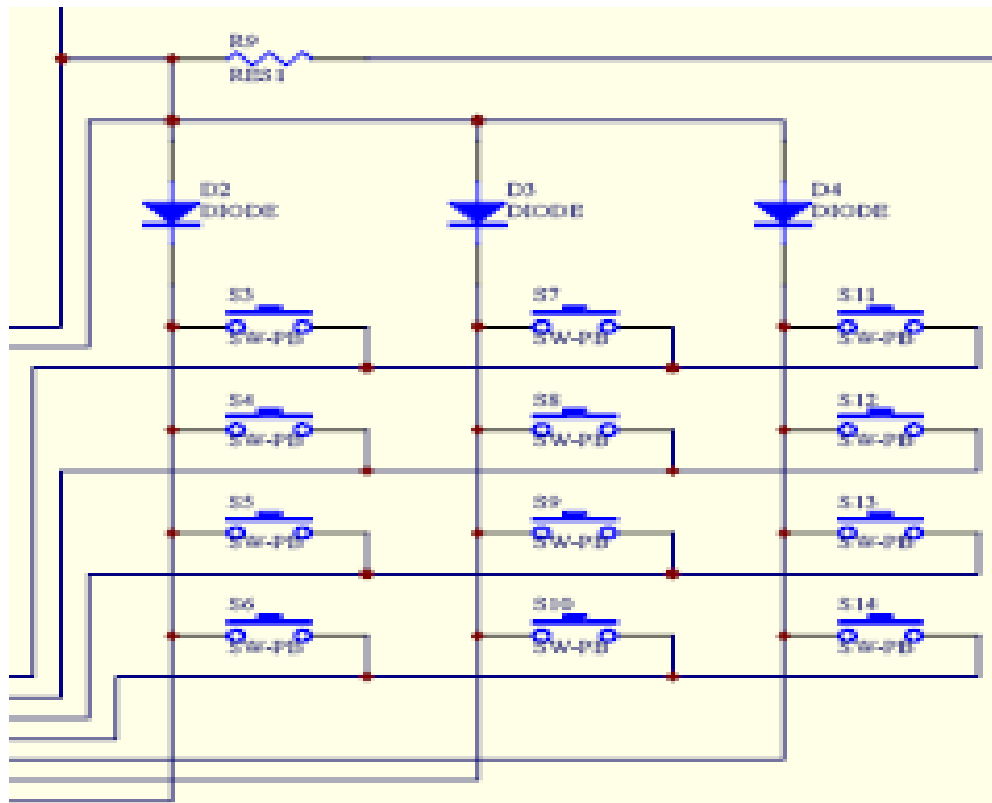 R9
RES1
D2
DIODE
D3
DIODE
D4
DIODE
S3
SW-PB
S7
SW-PB
S11
SW-PB
S4
SW-PB
S8
SW-PB
S12
SW-PB
S5
SW-PB
S9
SW-PB
S13
SW-PB
S6
SW-PB
S10
SW-PB
S14
SW-PB